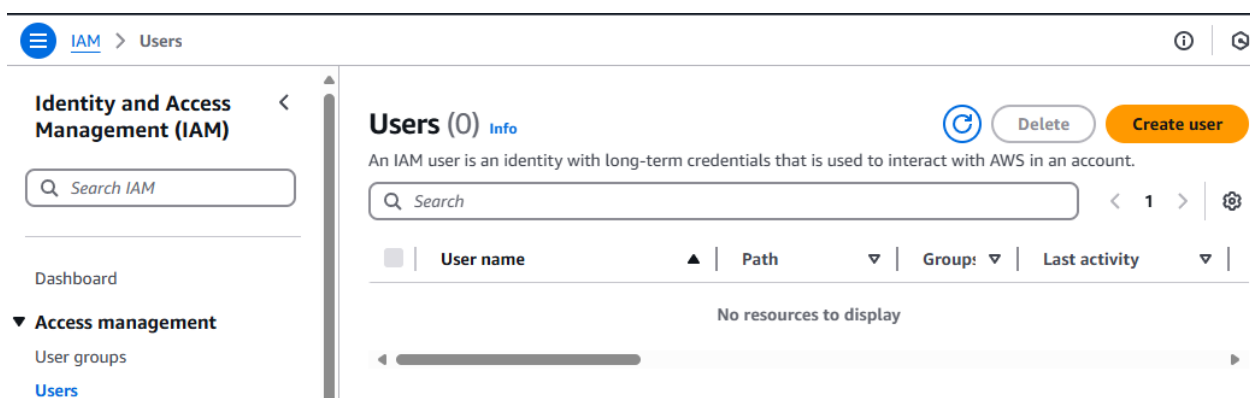 IAM > Users
Identity and Access
Management (IAM)
Search IAM
Dashboard
Access management
User groups
Users
Users (0) Info
Delete
Create user
An IAM user is an identity with long-term credentials that is used to interact with AWS in an account.
Search
1
User name
Path
Groups
Last activity
No resources to display